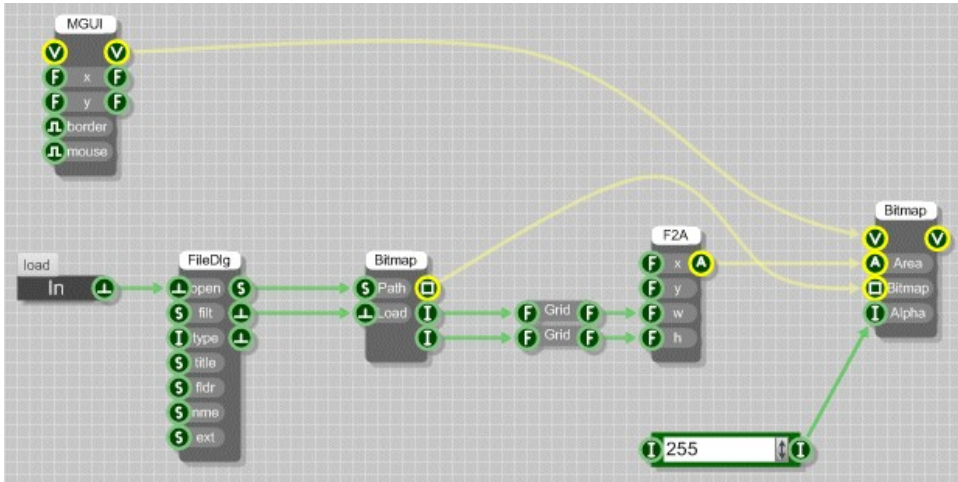 MGUI
V V
F x F
F y F
border
mouse
load
In
FileDlg
open S
S filt
I type
S title
S fldr
S nme
S ext
Bitmap
S Path
Load I
I
F Grid F
F Grid F
F2A
F x A
F y
F w
F h
Bitmap
V V
A Area
Bitmap
I Alpha
I 255 I